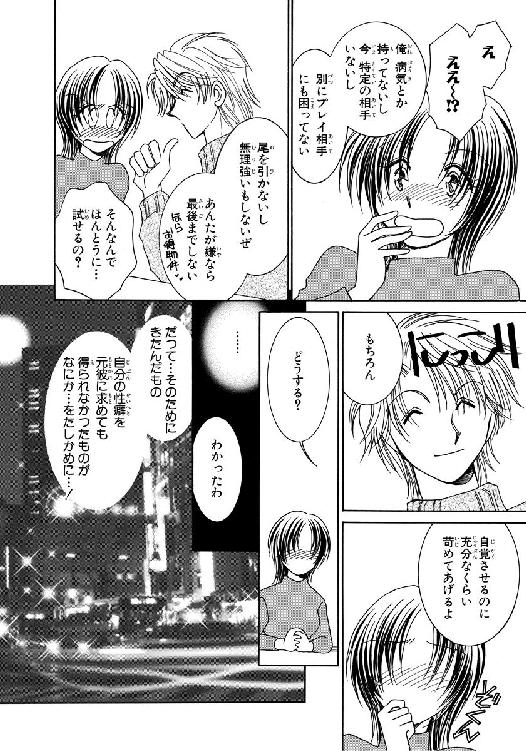 え
ええ〜!?
俺 病気とか
持ってないし
今 特定の相手
いないし
別にプレイ相手
にも困ってない
尾を引かないし
無理強いもしないぜ
あんたが嫌なら
最後までしない
ほら
好条件
そんなんで
ほんとうに…
試せるの?
もちろん
にっこり
自覚させるのに
充分なくらい
苛めてあげるよ
ぞくん
どうする?
……
わかったわ
だって…そのために
きたんだもの
自分の性癖を
元彼に求めても
得られなかったものが
なにか…をたしかめに…!